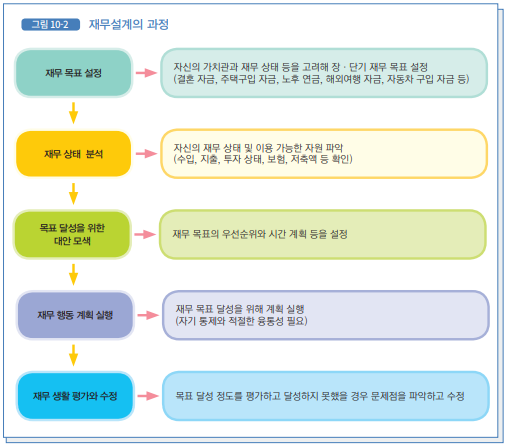 그림 10-2 재무설계의 과정
재무 목표 설정
자신의 가치관과 재무 상태 등을 고려해 장 · 단기 재무 목표 설정
(결혼 자금, 주택구입 자금, 노후 연금, 해외여행 자금, 자동차 구입 자금 등)
재무 상태 분석
자신의 재무 상태 및 이용 가능한 자원 파악
(수입, 지출, 투자 상태, 보험, 저축액 등 확인)
목표 달성을 위한
대안 모색
재무 목표의 우선순위와 시간 계획 등을 설정
재무 행동 계획 실행
재무 목표 달성을 위해 계획 실행
(자기 통제와 적절한 융통성 필요)
재무 생활 평가와 수정
목표 달성 정도를 평가하고 달성하지 못했을 경우 문제점을 파악하고 수정